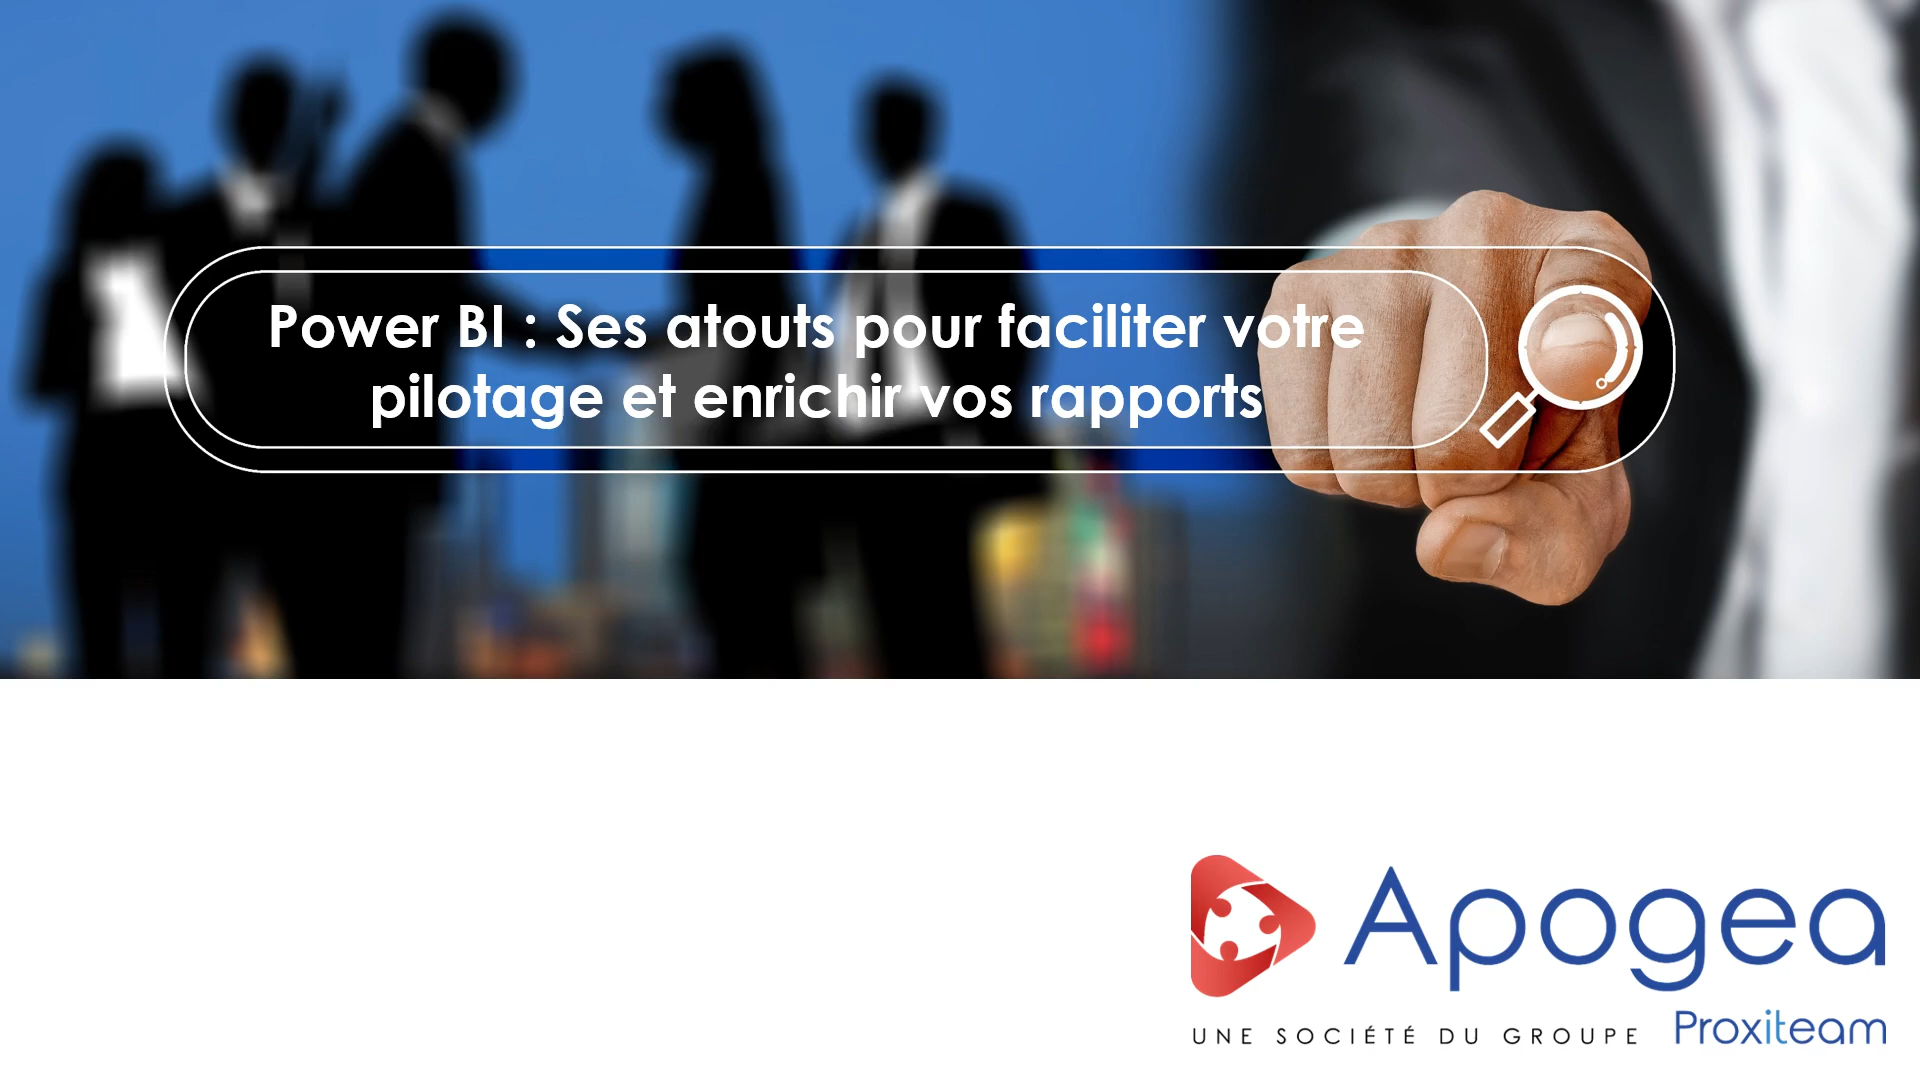 Power BI : Ses atouts pour faciliter votre
pilotage et enrichir vos rapports
Apogea
UNE SOCIÉTÉ DU GROUPE Proxiteam